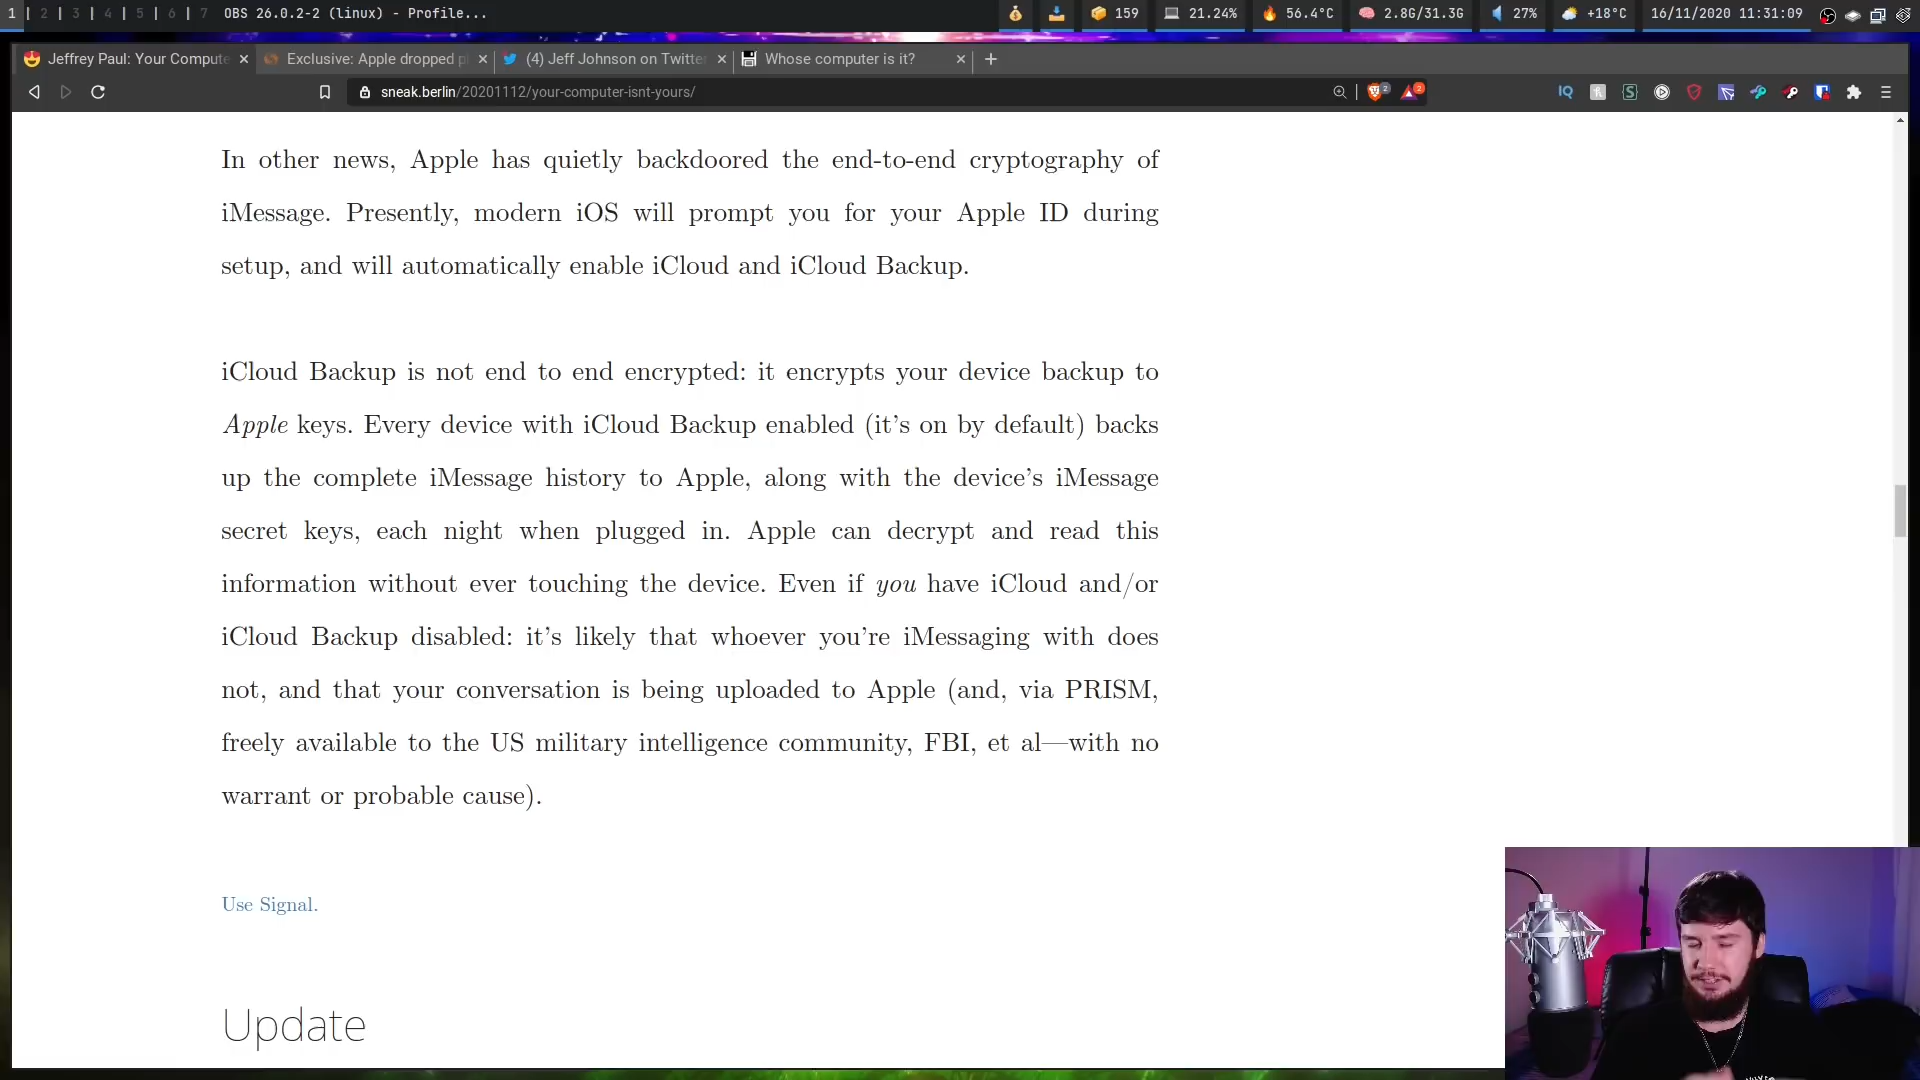 1 | 2 | 3 | 4 | 5 | 6 | 7 OBS 26.0.2-2 (linux) - Profile... 159 21.24% 56.4°C 2.8G/31.3G 27% +18°C 16/11/2020 11:31:09
Jeffrey Paul: Your Compute Exclusive: Apple dropped p (4) Jeff Johnson on Twitter Whose computer is it?
sneak.berlin/20201112/your-computer-isnt-yours/ 2 2 IQ
In other news, Apple has quietly backdoored the end-to-end cryptography of
iMessage. Presently, modern iOS will prompt you for your Apple ID during
setup, and will automatically enable iCloud and iCloud Backup.
iCloud Backup is not end to end encrypted: it encrypts your device backup to
Apple keys. Every device with iCloud Backup enabled (it’s on by default) backs
up the complete iMessage history to Apple, along with the device’s iMessage
secret keys, each night when plugged in. Apple can decrypt and read this
information without ever touching the device. Even if you have iCloud and/or
iCloud Backup disabled: it’s likely that whoever you’re iMessaging with does
not, and that your conversation is being uploaded to Apple (and, via PRISM,
freely available to the US military intelligence community, FBI, et al—with no
warrant or probable cause).
Use Signal.
Update